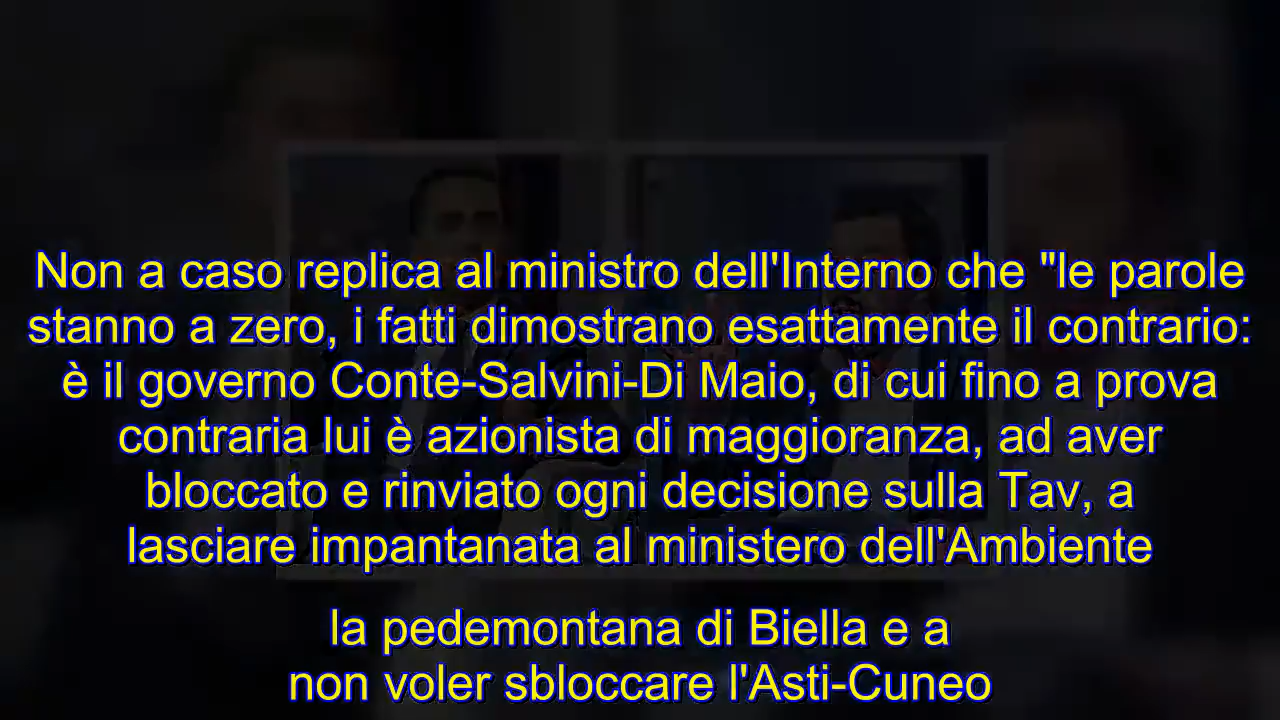 Non a caso replica al ministro dell'Interno che "le parole
stanno a zero, i fatti dimostrano esattamente il contrario:
è il governo Conte-Salvini-Di Maio, di cui fino a prova
contraria lui è azionista di maggioranza, ad aver
bloccato e rinviato ogni decisione sulla Tav, a
lasciare impantanata al ministero dell'Ambiente
la pedemontana di Biella e a
non voler sbloccare l'Asti-Cuneo